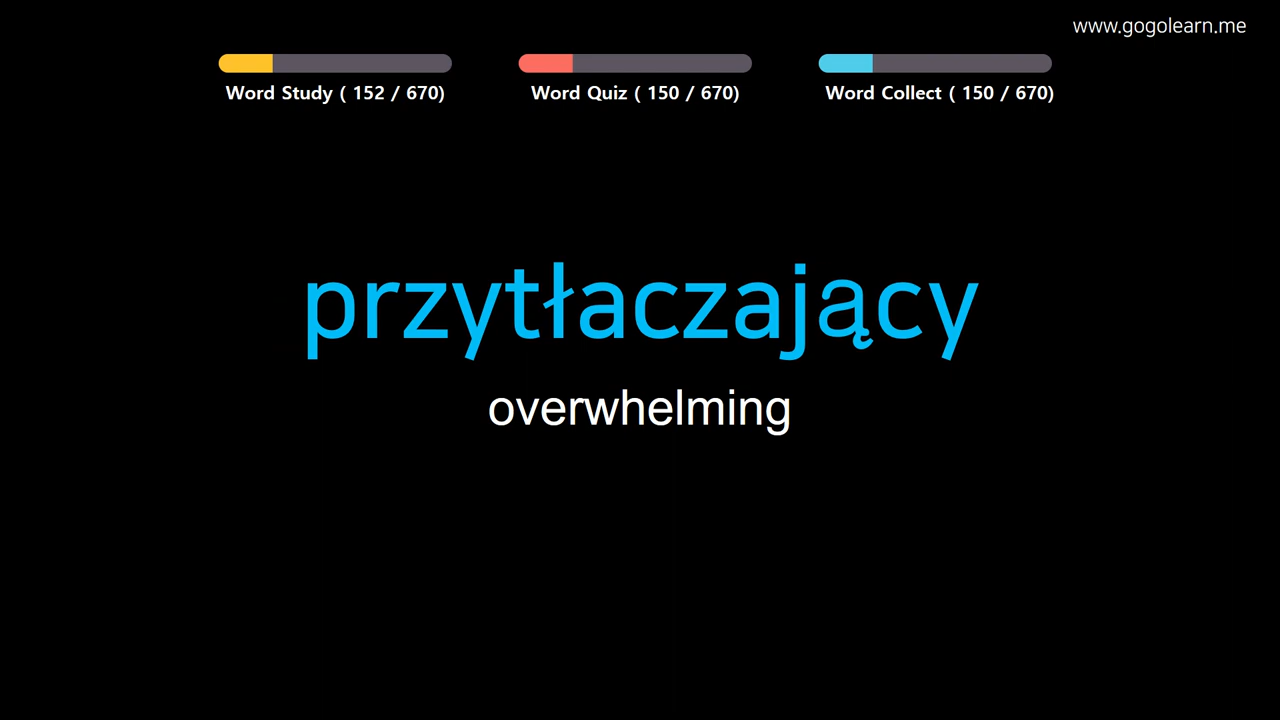 www.gogolearn.me
Word Study ( 152 / 670)
Word Quiz ( 150 / 670)
Word Collect ( 150 / 670)
przytłaczający
overwhelming